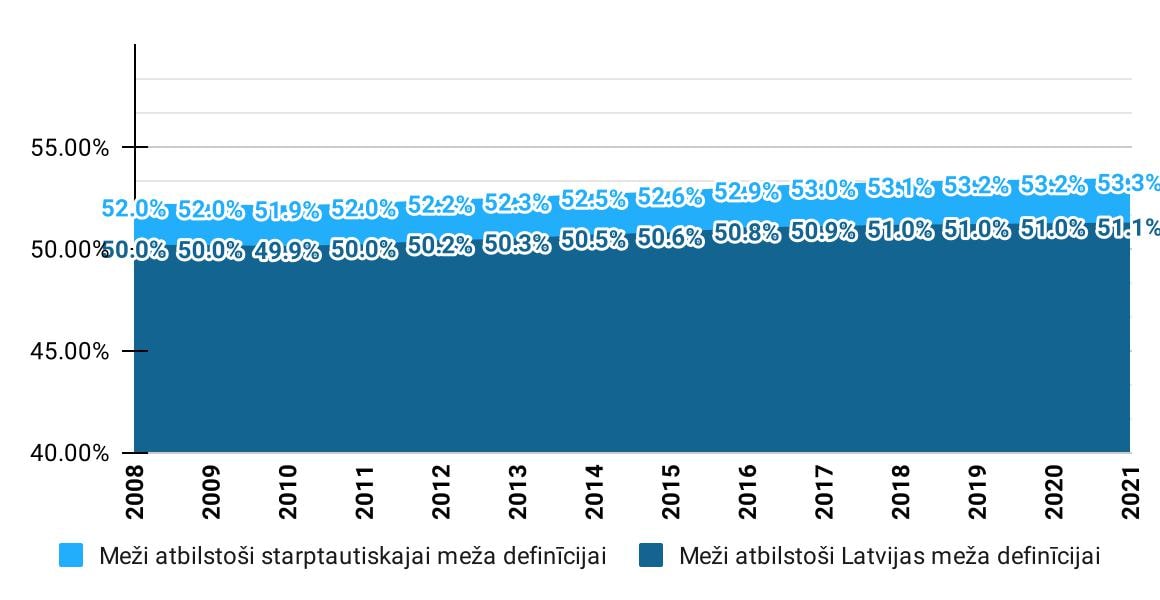 55.00%
50.00%
45.00%
40.00%
52.0% 52.0% 51.9% 52.0% 52.2% 52.3% 52.5% 52.6% 52.9% 53.0% 53.1% 53.2% 53.2% 53.3%
50.0% 50.0% 49.9% 50.0% 50.2% 50.3% 50.5% 50.6% 50.8% 50.9% 51.0% 51.0% 51.0% 51.1%
2008 2009 2010 2011 2012 2013 2014 2015 2016 2017 2018 2019 2020 2021
Meži atbilstoši starptautiskajai meža definīcijai Meži atbilstoši Latvijas meža definīcijai